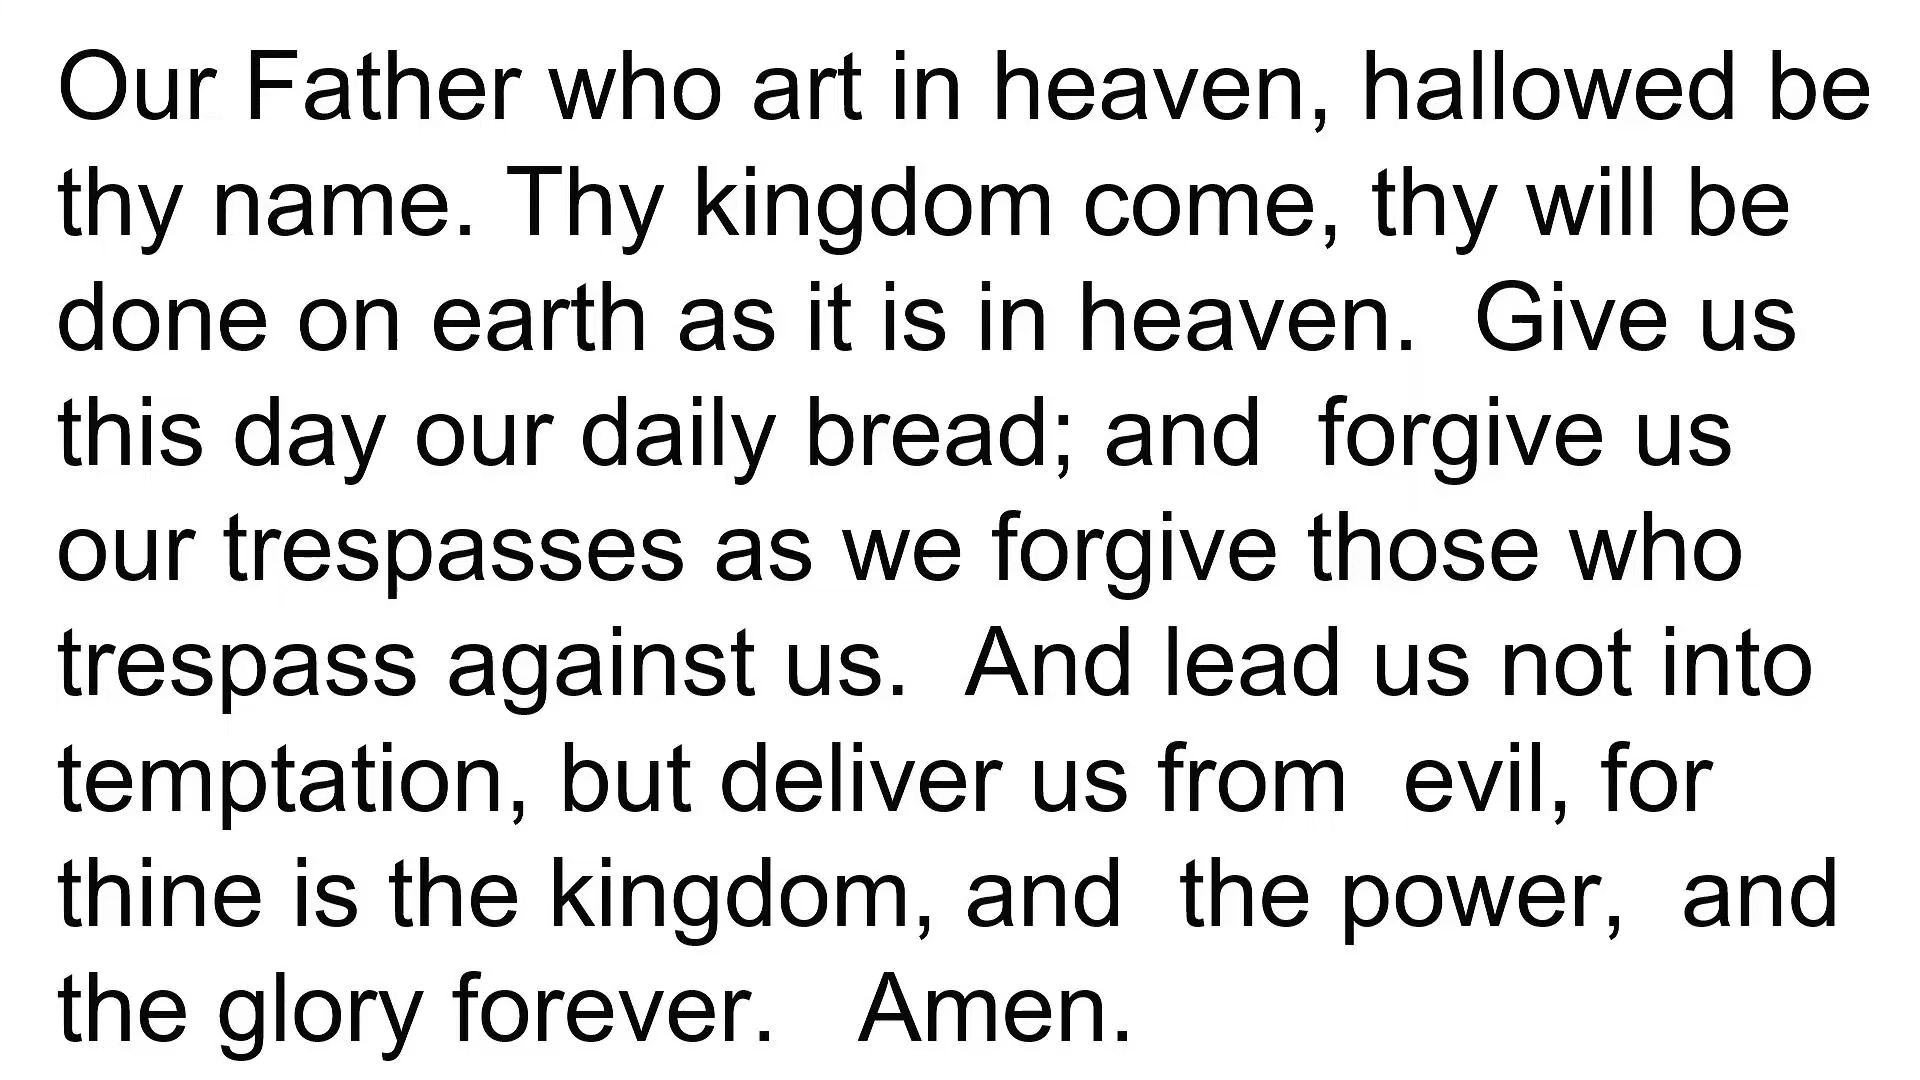 Our Father who art in heaven, hallowed be
thy name. Thy kingdom come, thy will be
done on earth as it is in heaven.  Give us
this day our daily bread; and  forgive us
our trespasses as we forgive those who
trespass against us.  And lead us not into
temptation, but deliver us from  evil, for
thine is the kingdom, and  the power,  and
the glory forever.   Amen.